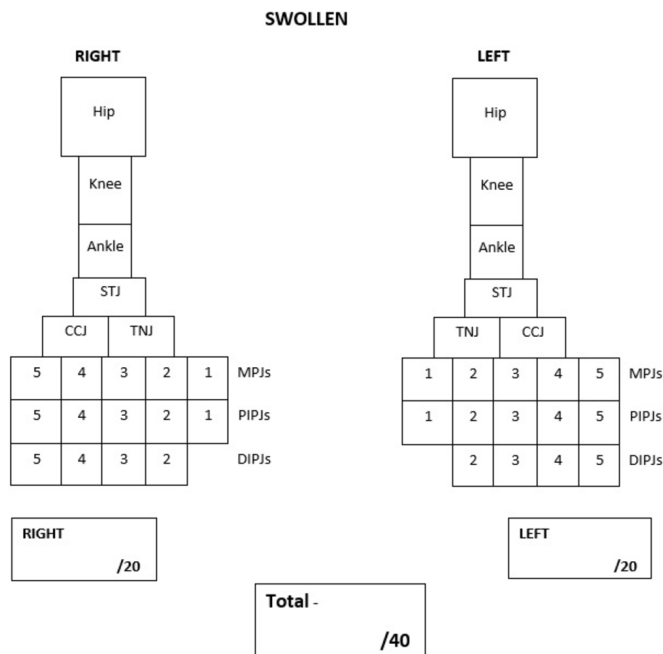 SWOLLEN
RIGHT LEFT
Hip Hip
Knee Knee
Ankle Ankle
STJ STJ
CCJ TNJ TNJ CCJ
5 4 3 2 1 MPJs 1 2 3 4 5 MPJs
5 4 3 2 1 PIPJs 1 2 3 4 5 PIPJs
5 4 3 2 DIPJs 2 3 4 5 DIPJs
RIGHT LEFT
/20 /20
Total -
/40